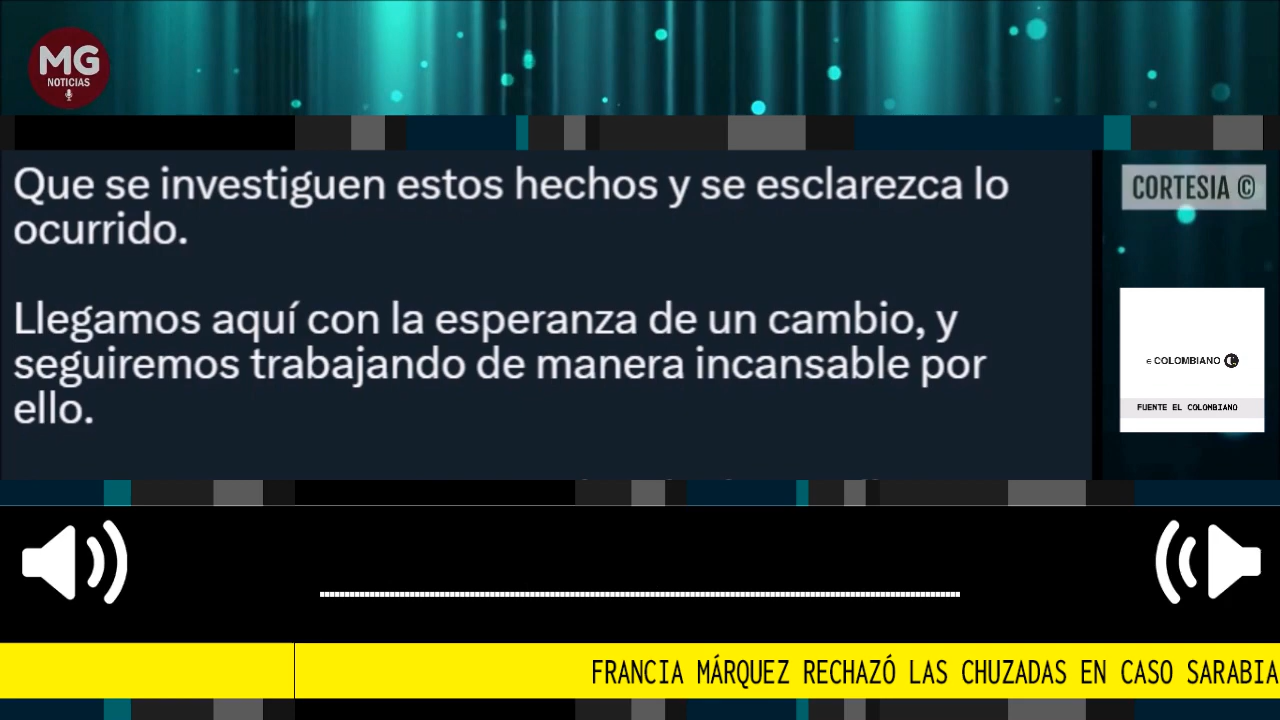 MG
NOTICIAS
Que se investiguen estos hechos y se esclarezca lo
ocurrido.
Llegamos aquí con la esperanza de un cambio, y
seguiremos trabajando de manera incansable por
ello.
CORTESIA ©
COLOMBIANO
FUENTE EL COLOMBIANO
FRANCIA MÁRQUEZ RECHAZÓ LAS CHUZADAS EN CASO SARABIA